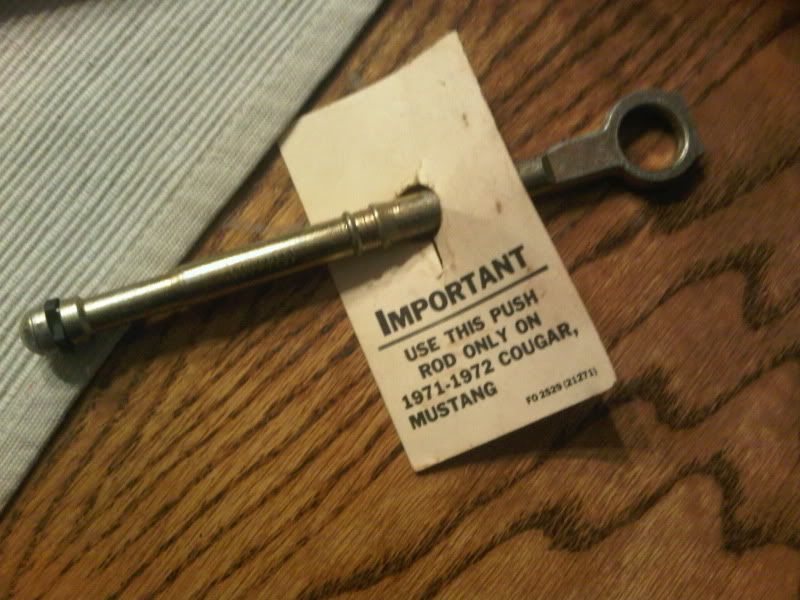 IMPORTANT
USE THIS PUSH
ROD ONLY ON
1971-1972 COUGAR,
MUSTANG
FO 2529 (21271)